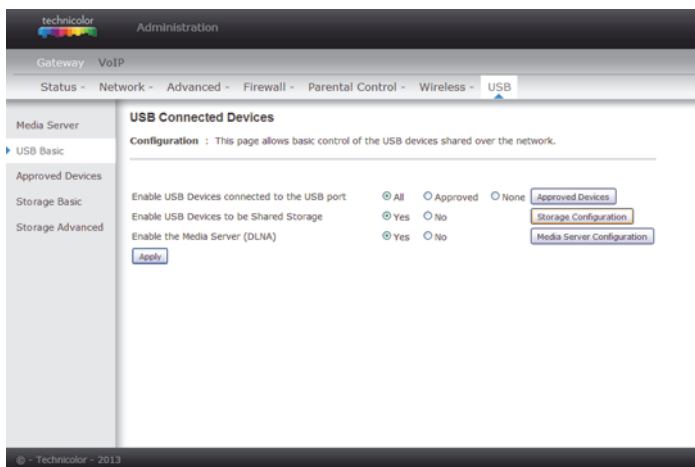 technicolor
Administration
Gateway VoIP
Status - Network - Advanced - Firewall - Parental Control - Wireless - USB
Media Server
USB Basic
Approved Devices
Storage Basic
Storage Advanced
USB Connected Devices
Configuration : This page allows basic control of the USB devices shared over the network.
Enable USB Devices connected to the USB port All Approved None Approved Devices
Enable USB Devices to be Shared Storage Yes No Storage Configuration
Enable the Media Server (DLNA) Yes No Media Server Configuration
Apply
© - Technicolor - 2013